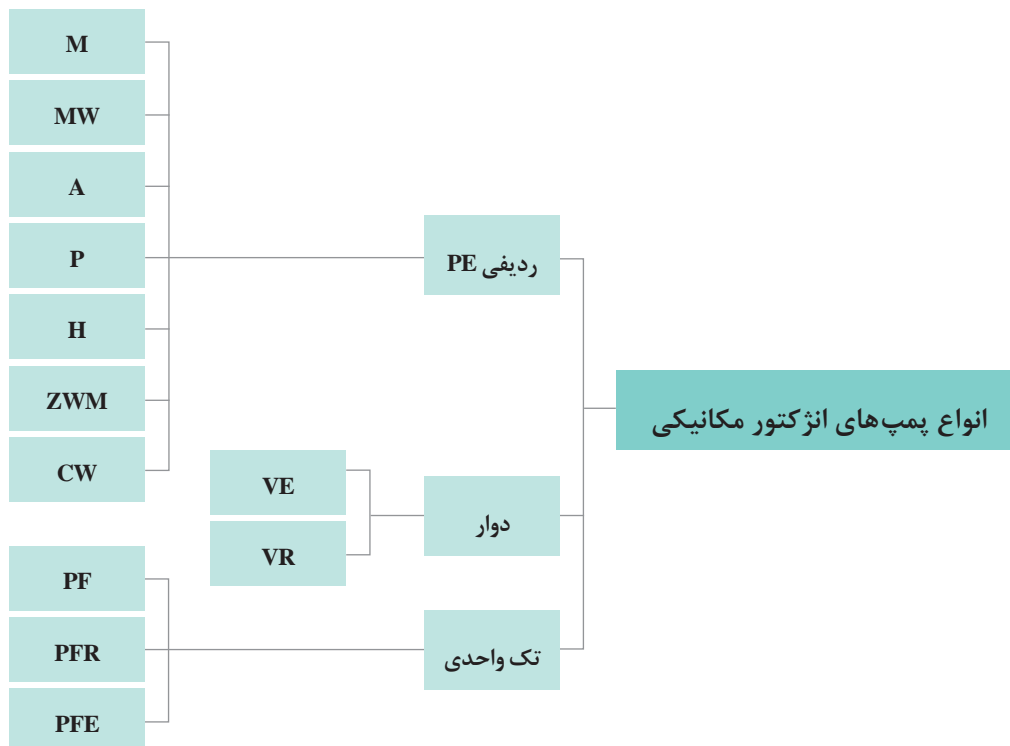 انواع پمپ‌های انژکتور مکانیکی
ردیفی PE
M
MW
A
P
H
ZWM
CW
دوار
VE
VR
تک واحدی
PF
PFR
PFE